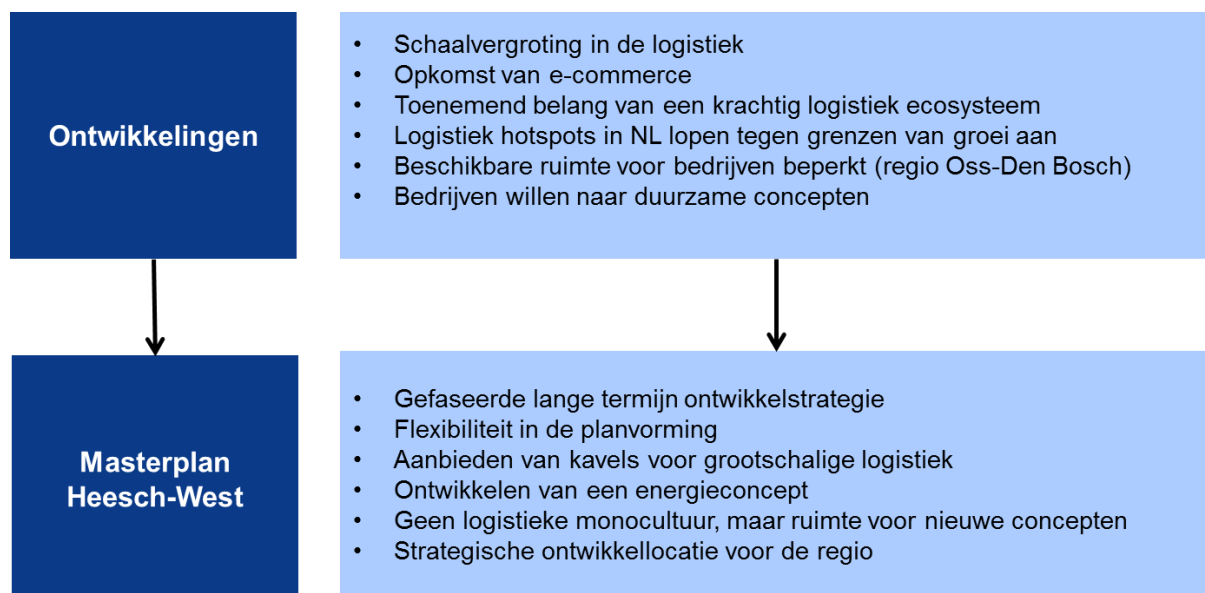 Ontwikkelingen
• Schaalvergroting in de logistiek
• Opkomst van e-commerce
• Toenemend belang van een krachtig logistiek ecosysteem
• Logistiek hotspots in NL lopen tegen grenzen van groei aan
• Beschikbare ruimte voor bedrijven beperkt (regio Oss-Den Bosch)
• Bedrijven willen naar duurzame concepten
Masterplan
Heesch-West
• Gefaseerde lange termijn ontwikkelstrategie
• Flexibiliteit in de planvorming
• Aanbieden van kavels voor grootschalige logistiek
• Ontwikkelen van een energieconcept
• Geen logistieke monocultuur, maar ruimte voor nieuwe concepten
• Strategische ontwikkellocatie voor de regio